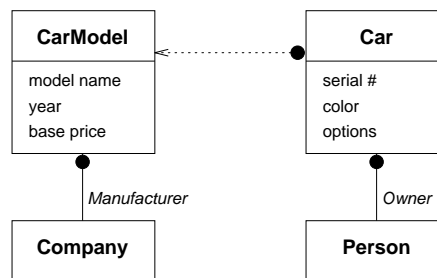 CarModel
model name
year
base price
Car
serial #
color
options
Manufacturer
Owner
Company
Person